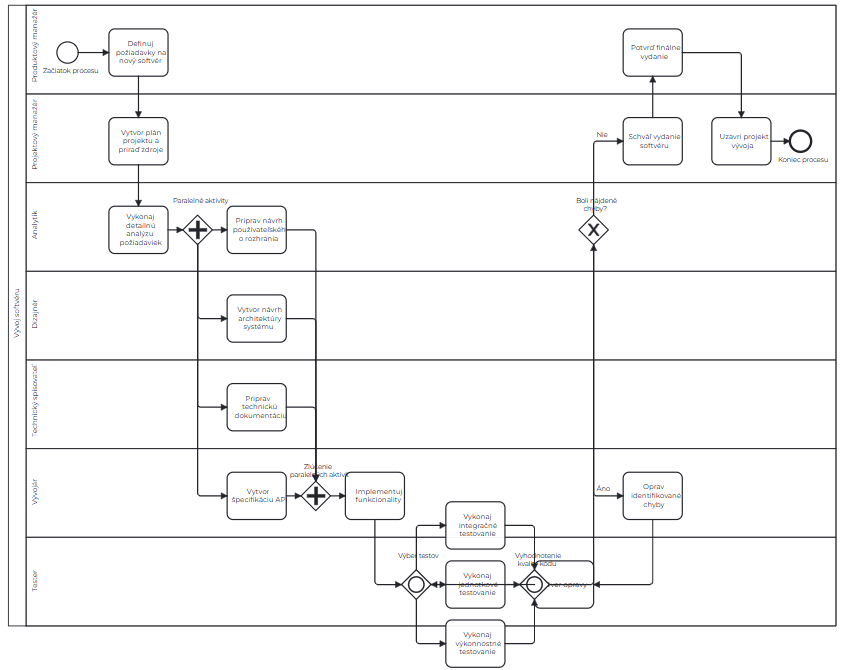 Vývoj softvéru
Produktový manažér
Začiatok procesu
Definuj
požiadavky na
nový softvér
Potvrď finálne
vydanie
Projektový manažér
Vytvor plán
projektu a
priraď zdroje
Nie
Schváľ vydanie
softvéru
Uzavri projekt
vývoja
Koniec procesu
Analytik
Vykonaj
detailnú
analýzu
požiadaviek
Paralelné aktivity
Priprav návrh
používateľskéh
o rozhrania
Boli nájdené
chyby?
Dizajnér
Vytvor návrh
architektúry
systému
Technický spisovateľ
Priprav
technickú
dokumentáciu
Vývojár
Vytvor
špecifikáciu AP
Zlúčenie
paralelných aktivít
Implementuj
funkcionality
Áno
Oprav
identifikované
chyby
Tester
Výber testov
Vykonaj
integračné
testovanie
Vykonaj
jednotkové
testovanie
Vykonaj
výkonnostné
testovanie
Vyhodnotenie
kvality kódu
opravy